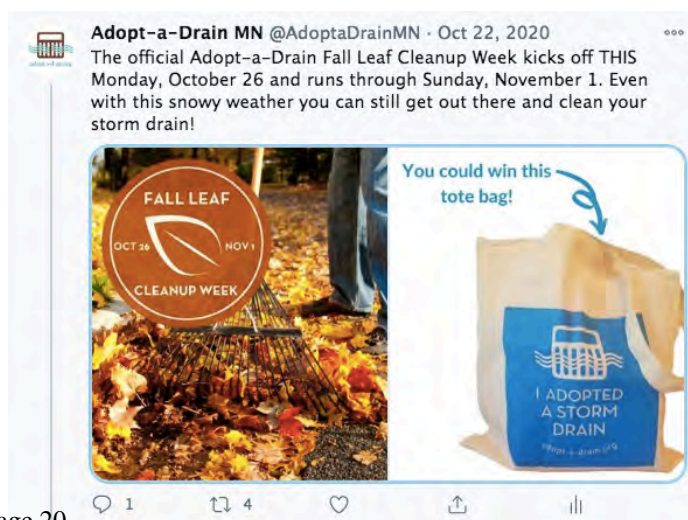 Adopt-a-Drain MN @AdoptaDrainMN · Oct 22, 2020
The official Adopt-a-Drain Fall Leaf Cleanup Week kicks off THIS
Monday, October 26 and runs through Sunday, November 1. Even
with this snowy weather you can still get out there and clean your
storm drain!
FALL LEAF
OCT 26 NOV 1
CLEANUP WEEK
You could win this
tote bag!
I ADOPTED
A STORM
DRAIN
adopt-a-drain.org
1 4